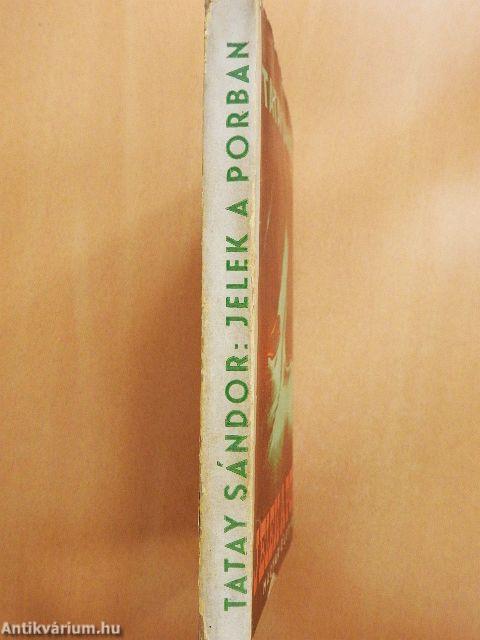 TATAY SÁNDOR: JELEK A PORBAN
Antikvárium.hu